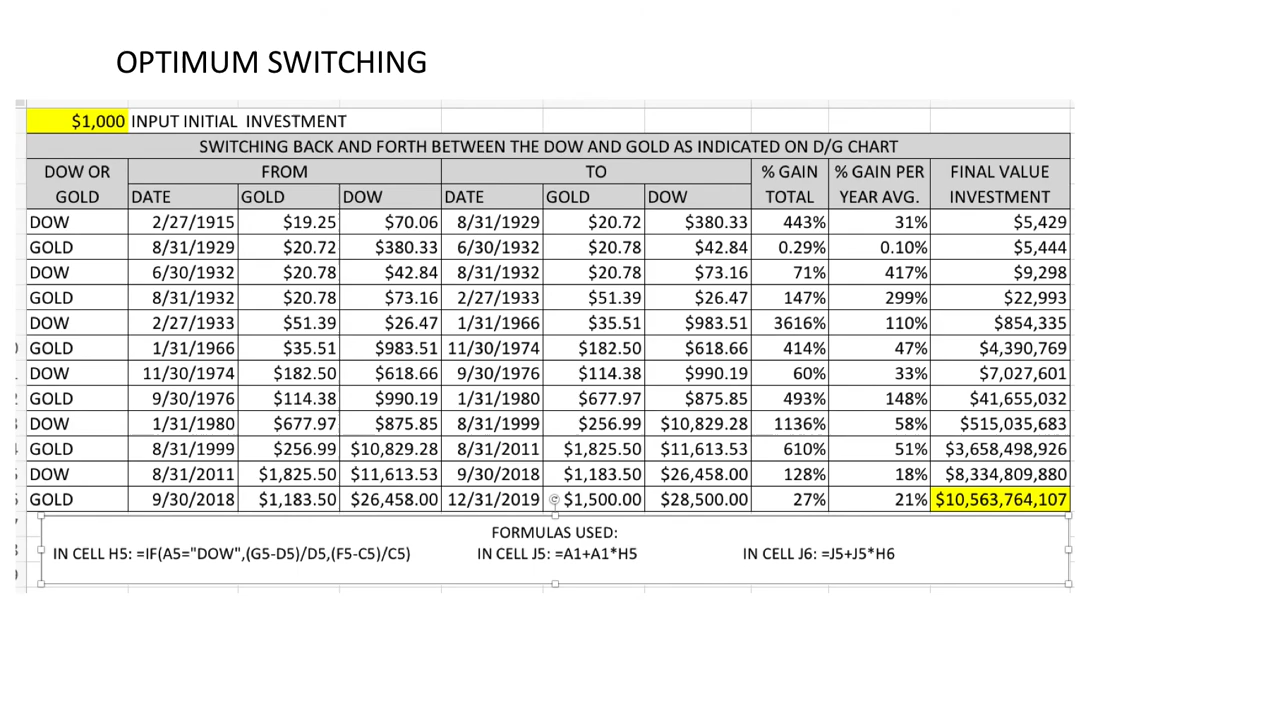 OPTIMUM SWITCHING
$1,000 INPUT INITIAL INVESTMENT
SWITCHING BACK AND FORTH BETWEEN THE DOW AND GOLD AS INDICATED ON D/G CHART
DOW OR FROM TO % GAIN % GAIN PER FINAL VALUE
GOLD DATE GOLD DOW DATE GOLD DOW TOTAL YEAR AVG. INVESTMENT
DOW 2/27/1915 $19.25 $70.06 8/31/1929 $20.72 $380.33 443% 31% $5,429
GOLD 8/31/1929 $20.72 $380.33 6/30/1932 $20.78 $42.84 0.29% 0.10% $5,444
DOW 6/30/1932 $20.78 $42.84 8/31/1932 $20.78 $73.16 71% 417% $9,298
GOLD 8/31/1932 $20.78 $73.16 2/27/1933 $51.39 $26.47 147% 299% $22,993
DOW 2/27/1933 $51.39 $26.47 1/31/1966 $35.51 $983.51 3616% 110% $854,335
GOLD 1/31/1966 $35.51 $983.51 11/30/1974 $182.50 $618.66 414% 47% $4,390,769
DOW 11/30/1974 $182.50 $618.66 9/30/1976 $114.38 $990.19 60% 33% $7,027,601
GOLD 9/30/1976 $114.38 $990.19 1/31/1980 $677.97 $875.85 493% 148% $41,655,032
DOW 1/31/1980 $677.97 $875.85 8/31/1999 $256.99 $10,829.28 1136% 58% $515,035,683
GOLD 8/31/1999 $256.99 $10,829.28 8/31/2011 $1,825.50 $11,613.53 610% 51% $3,658,498,926
DOW 8/31/2011 $1,825.50 $11,613.53 9/30/2018 $1,183.50 $26,458.00 128% 18% $8,334,809,880
GOLD 9/30/2018 $1,183.50 $26,458.00 12/31/2019 $1,500.00 $28,500.00 27% 21% $10,563,764,107
FORMULAS USED:
IN CELL H5: =IF(A5="DOW",(G5-D5)/D5,(F5-C5)/C5) IN CELL J5: =A1+A1*H5 IN CELL J6: =J5+J5*H6